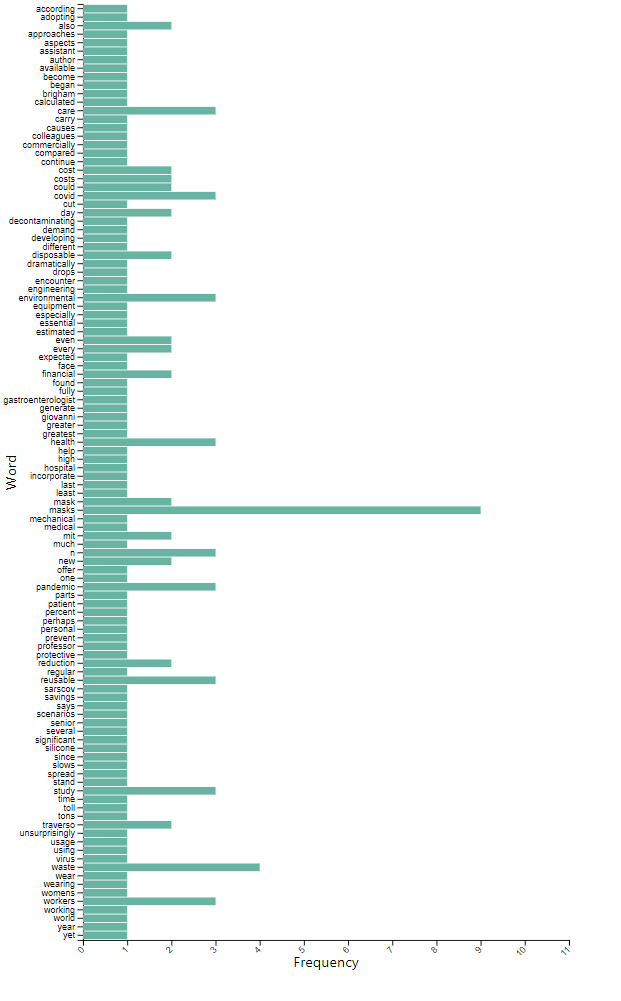 according
adopting
also
approaches
aspects
assistant
author
available
become
began
brigham
calculated
care
carry
causes
colleagues
commercially
compared
continue
cost
costs
could
covid
cut
day
decontaminating
demand
developing
different
disposable
dramatically
drops
encounter
engineering
environmental
equipment
especially
essential
estimated
even
every
expected
face
financial
found
fully
gastroenterologist
generate
giovanni
greater
greatest
health
help
high
hospital
incorporate
last
least
mask
masks
mechanical
medical
mit
much
n
new
offer
one
pandemic
parts
patient
percent
perhaps
personal
prevent
professor
protective
reduction
regular
reusable
sarscov
savings
says
scenarios
senior
several
significant
silicone
since
slows
spread
stand
study
time
toll
tons
traverso
unsurprisingly
usage
using
virus
waste
wear
wearing
womens
workers
working
world
year
yet
Word
0 1 2 3 4 5 6 7 8 9 10 11
Frequency